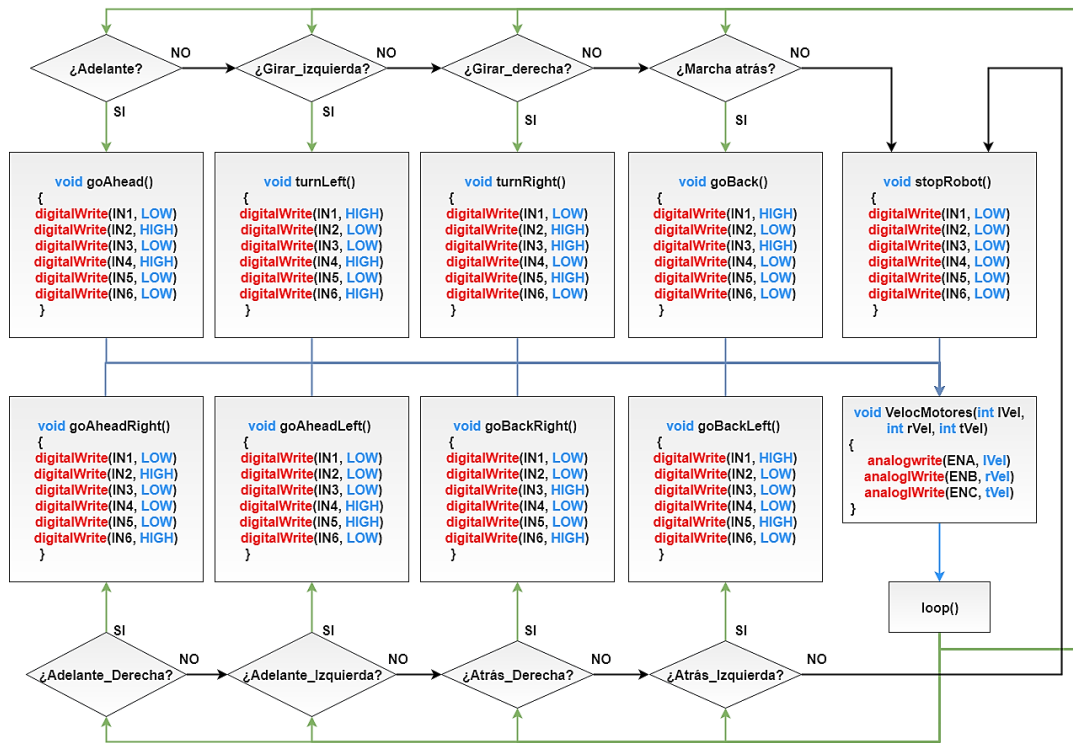 ¿Adelante?
NO
¿Girar_izquierda?
NO
¿Girar_derecha?
NO
¿Marcha atrás?
NO
SI
SI
SI
SI
void goAhead()
{
digitalWrite(IN1, LOW)
digitalWrite(IN2, HIGH)
digitalWrite(IN3, LOW)
digitalWrite(IN4, HIGH)
digitalWrite(IN5, LOW)
digitalWrite(IN6, LOW)
}
void turnLeft()
{
digitalWrite(IN1, HIGH)
digitalWrite(IN2, LOW)
digitalWrite(IN3, LOW)
digitalWrite(IN4, HIGH)
digitalWrite(IN5, LOW)
digitalWrite(IN6, HIGH)
}
void turnRight()
{
digitalWrite(IN1, LOW)
digitalWrite(IN2, HIGH)
digitalWrite(IN3, HIGH)
digitalWrite(IN4, LOW)
digitalWrite(IN5, HIGH)
digitalWrite(IN6, LOW)
}
void goBack()
{
digitalWrite(IN1, HIGH)
digitalWrite(IN2, LOW)
digitalWrite(IN3, HIGH)
digitalWrite(IN4, LOW)
digitalWrite(IN5, LOW)
digitalWrite(IN6, LOW)
}
void stopRobot()
{
digitalWrite(IN1, LOW)
digitalWrite(IN2, LOW)
digitalWrite(IN3, LOW)
digitalWrite(IN4, LOW)
digitalWrite(IN5, LOW)
digitalWrite(IN6, LOW)
}
void goAheadRight()
{
digitalWrite(IN1, LOW)
digitalWrite(IN2, HIGH)
digitalWrite(IN3, LOW)
digitalWrite(IN4, LOW)
digitalWrite(IN5, LOW)
digitalWrite(IN6, HIGH)
}
void goAheadLeft()
{
digitalWrite(IN1, LOW)
digitalWrite(IN2, LOW)
digitalWrite(IN3, LOW)
digitalWrite(IN4, HIGH)
digitalWrite(IN5, HIGH)
digitalWrite(IN6, LOW)
}
void goBackRight()
{
digitalWrite(IN1, LOW)
digitalWrite(IN2, LOW)
digitalWrite(IN3, HIGH)
digitalWrite(IN4, LOW)
digitalWrite(IN5, LOW)
digitalWrite(IN6, HIGH)
}
void goBackLeft()
{
digitalWrite(IN1, HIGH)
digitalWrite(IN2, LOW)
digitalWrite(IN3, LOW)
digitalWrite(IN4, LOW)
digitalWrite(IN5, HIGH)
digitalWrite(IN6, LOW)
}
void VelocMotores(int lVel,
int rVel, int tVel)
{
analogwrite(ENA, lVel)
analoglWrite(ENB, rVel)
analoglWrite(ENC, tVel)
}
loop()
SI
SI
SI
SI
¿Adelante_Derecha?
NO
¿Adelante_Izquierda?
NO
¿Atrás_Derecha?
NO
¿Atrás_Izquierda?
NO